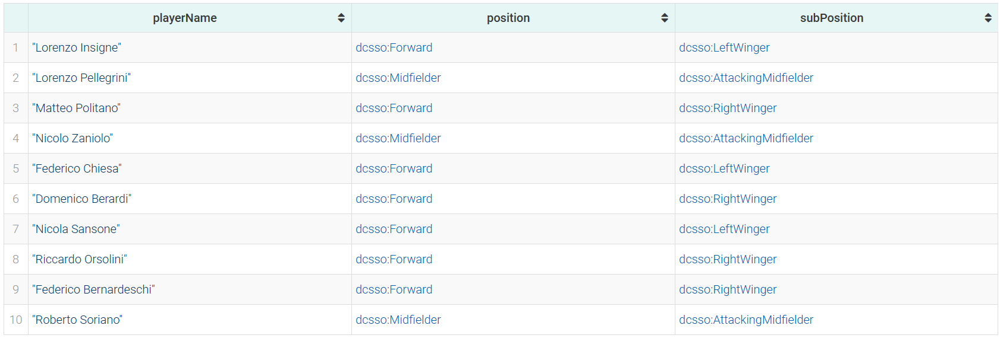 playerName position subPosition
1 "Lorenzo Insigne" dcsso:Forward dcsso:LeftWinger
2 "Lorenzo Pellegrini" dcsso:Midfielder dcsso:AttackingMidfielder
3 "Matteo Politano" dcsso:Forward dcsso:RightWinger
4 "Nicolo Zaniolo" dcsso:Midfielder dcsso:AttackingMidfielder
5 "Federico Chiesa" dcsso:Forward dcsso:LeftWinger
6 "Domenico Berardi" dcsso:Forward dcsso:RightWinger
7 "Nicola Sansone" dcsso:Forward dcsso:LeftWinger
8 "Riccardo Orsolini" dcsso:Forward dcsso:RightWinger
9 "Federico Bernardeschi" dcsso:Forward dcsso:RightWinger
10 "Roberto Soriano" dcsso:Midfielder dcsso:AttackingMidfielder